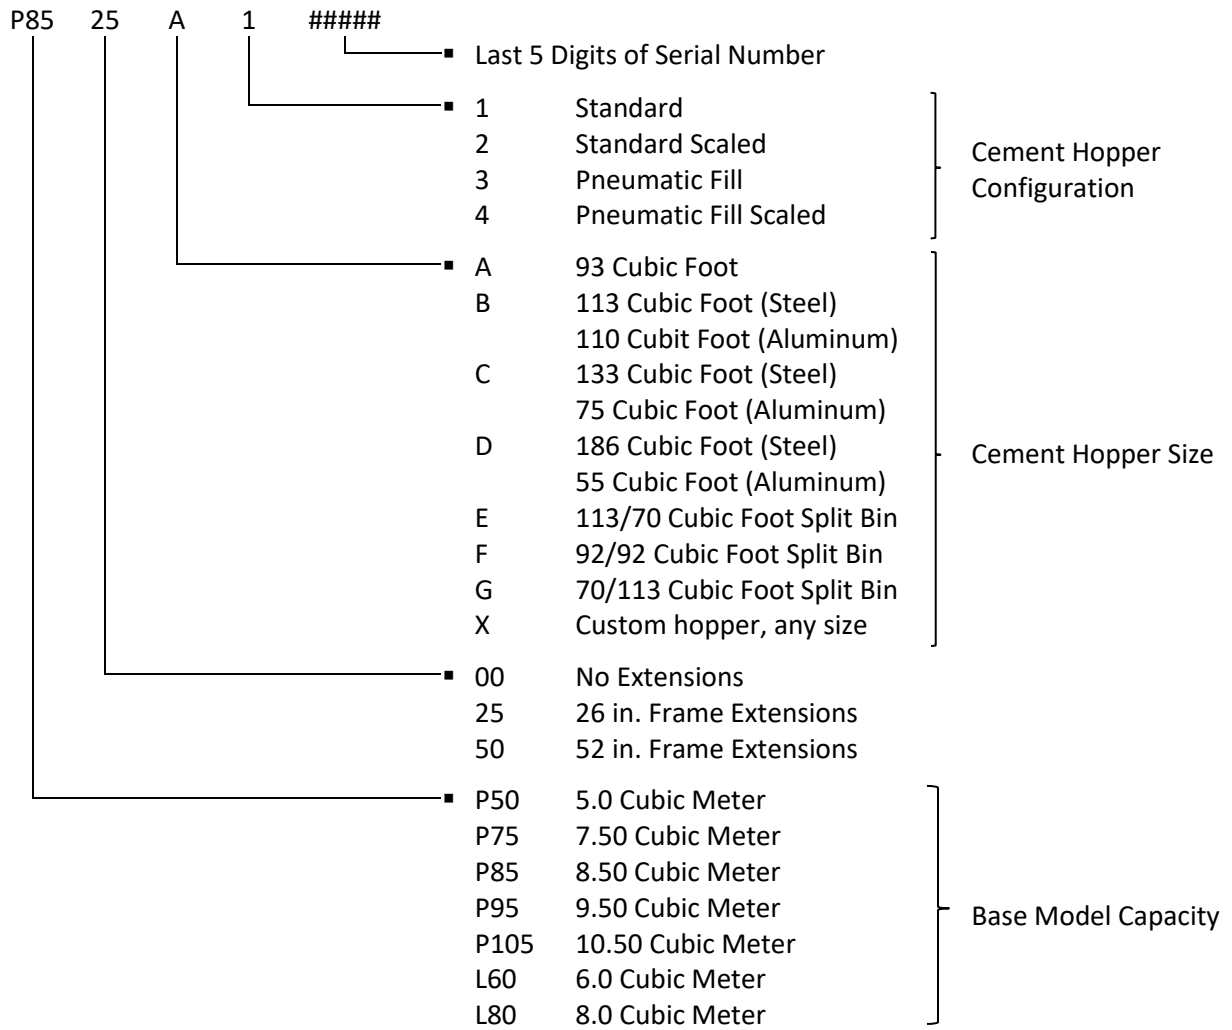 P85 25 A 1 #####
Last 5 Digits of Serial Number
1 Standard
2 Standard Scaled
3 Pneumatic Fill
4 Pneumatic Fill Scaled
Cement Hopper
Configuration
A 93 Cubic Foot
B 113 Cubic Foot (Steel)
110 Cubit Foot (Aluminum)
C 133 Cubic Foot (Steel)
75 Cubic Foot (Aluminum)
D 186 Cubic Foot (Steel)
55 Cubic Foot (Aluminum)
E 113/70 Cubic Foot Split Bin
F 92/92 Cubic Foot Split Bin
G 70/113 Cubic Foot Split Bin
X Custom hopper, any size
Cement Hopper Size
00 No Extensions
25 26 in. Frame Extensions
50 52 in. Frame Extensions
P50 5.0 Cubic Meter
P75 7.50 Cubic Meter
P85 8.50 Cubic Meter
P95 9.50 Cubic Meter
P105 10.50 Cubic Meter
L60 6.0 Cubic Meter
L80 8.0 Cubic Meter
Base Model Capacity